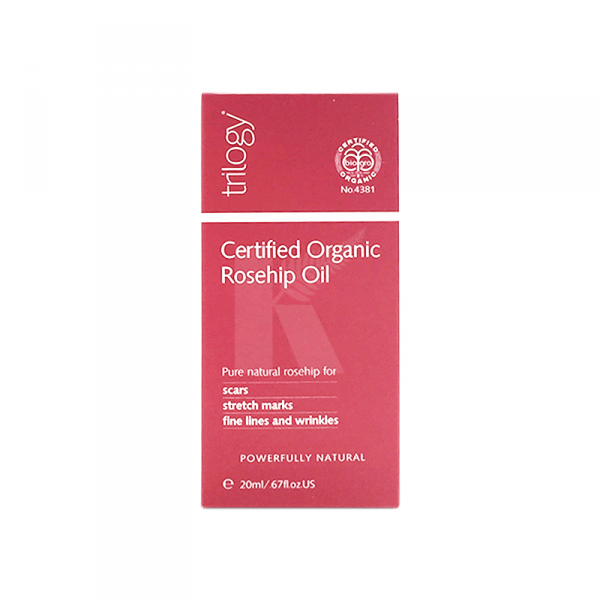 trilogy
CERTIFIED
biogro
ORGANIC
No.4381
Certified Organic
Rosehip Oil
Pure natural rosehip for
scars
stretch marks
fine lines and wrinkles
POWERFULLY NATURAL
e 20ml/.67fl.oz.US